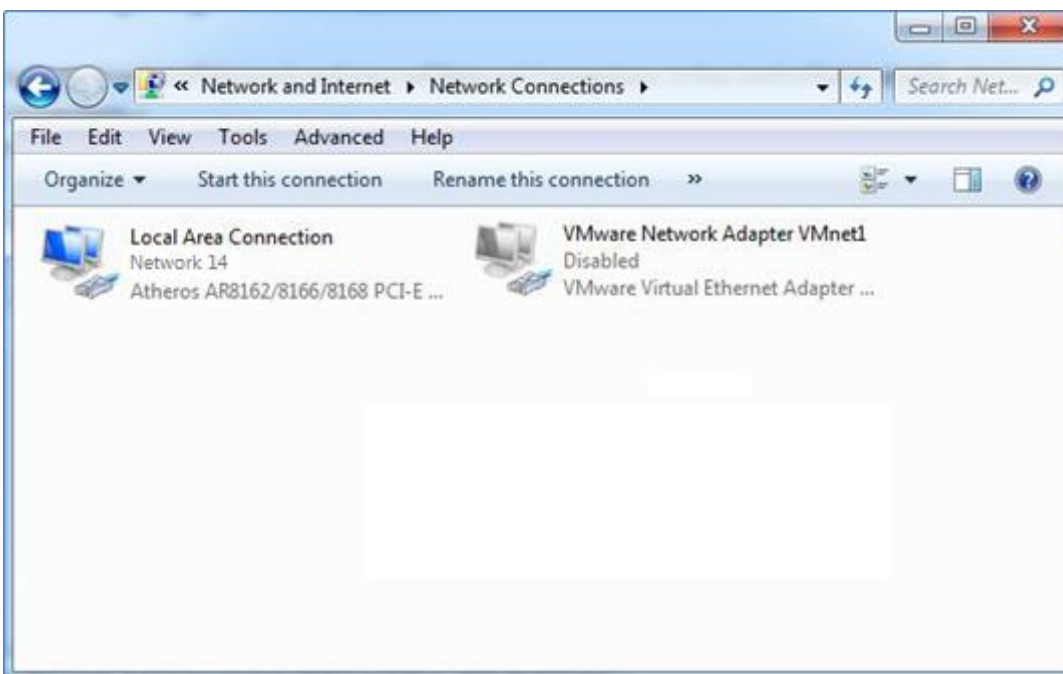 « Network and Internet ▸ Network Connections ▸ Search Net...
File Edit View Tools Advanced Help
Organize Start this connection Rename this connection »
Local Area Connection
Network 14
Atheros AR8162/8166/8168 PCI-E ...
VMware Network Adapter VMnet1
Disabled
VMware Virtual Ethernet Adapter ...